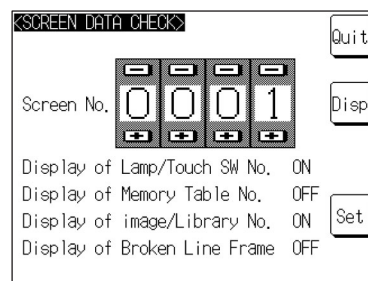 <SCREEN DATA CHECK>
Quit
Screen No. 0001
Disp
Display of Lamp/Touch SW No. ON
Display of Memory Table No. OFF
Display of image/Library No. ON
Set
Display of Broken Line Frame OFF